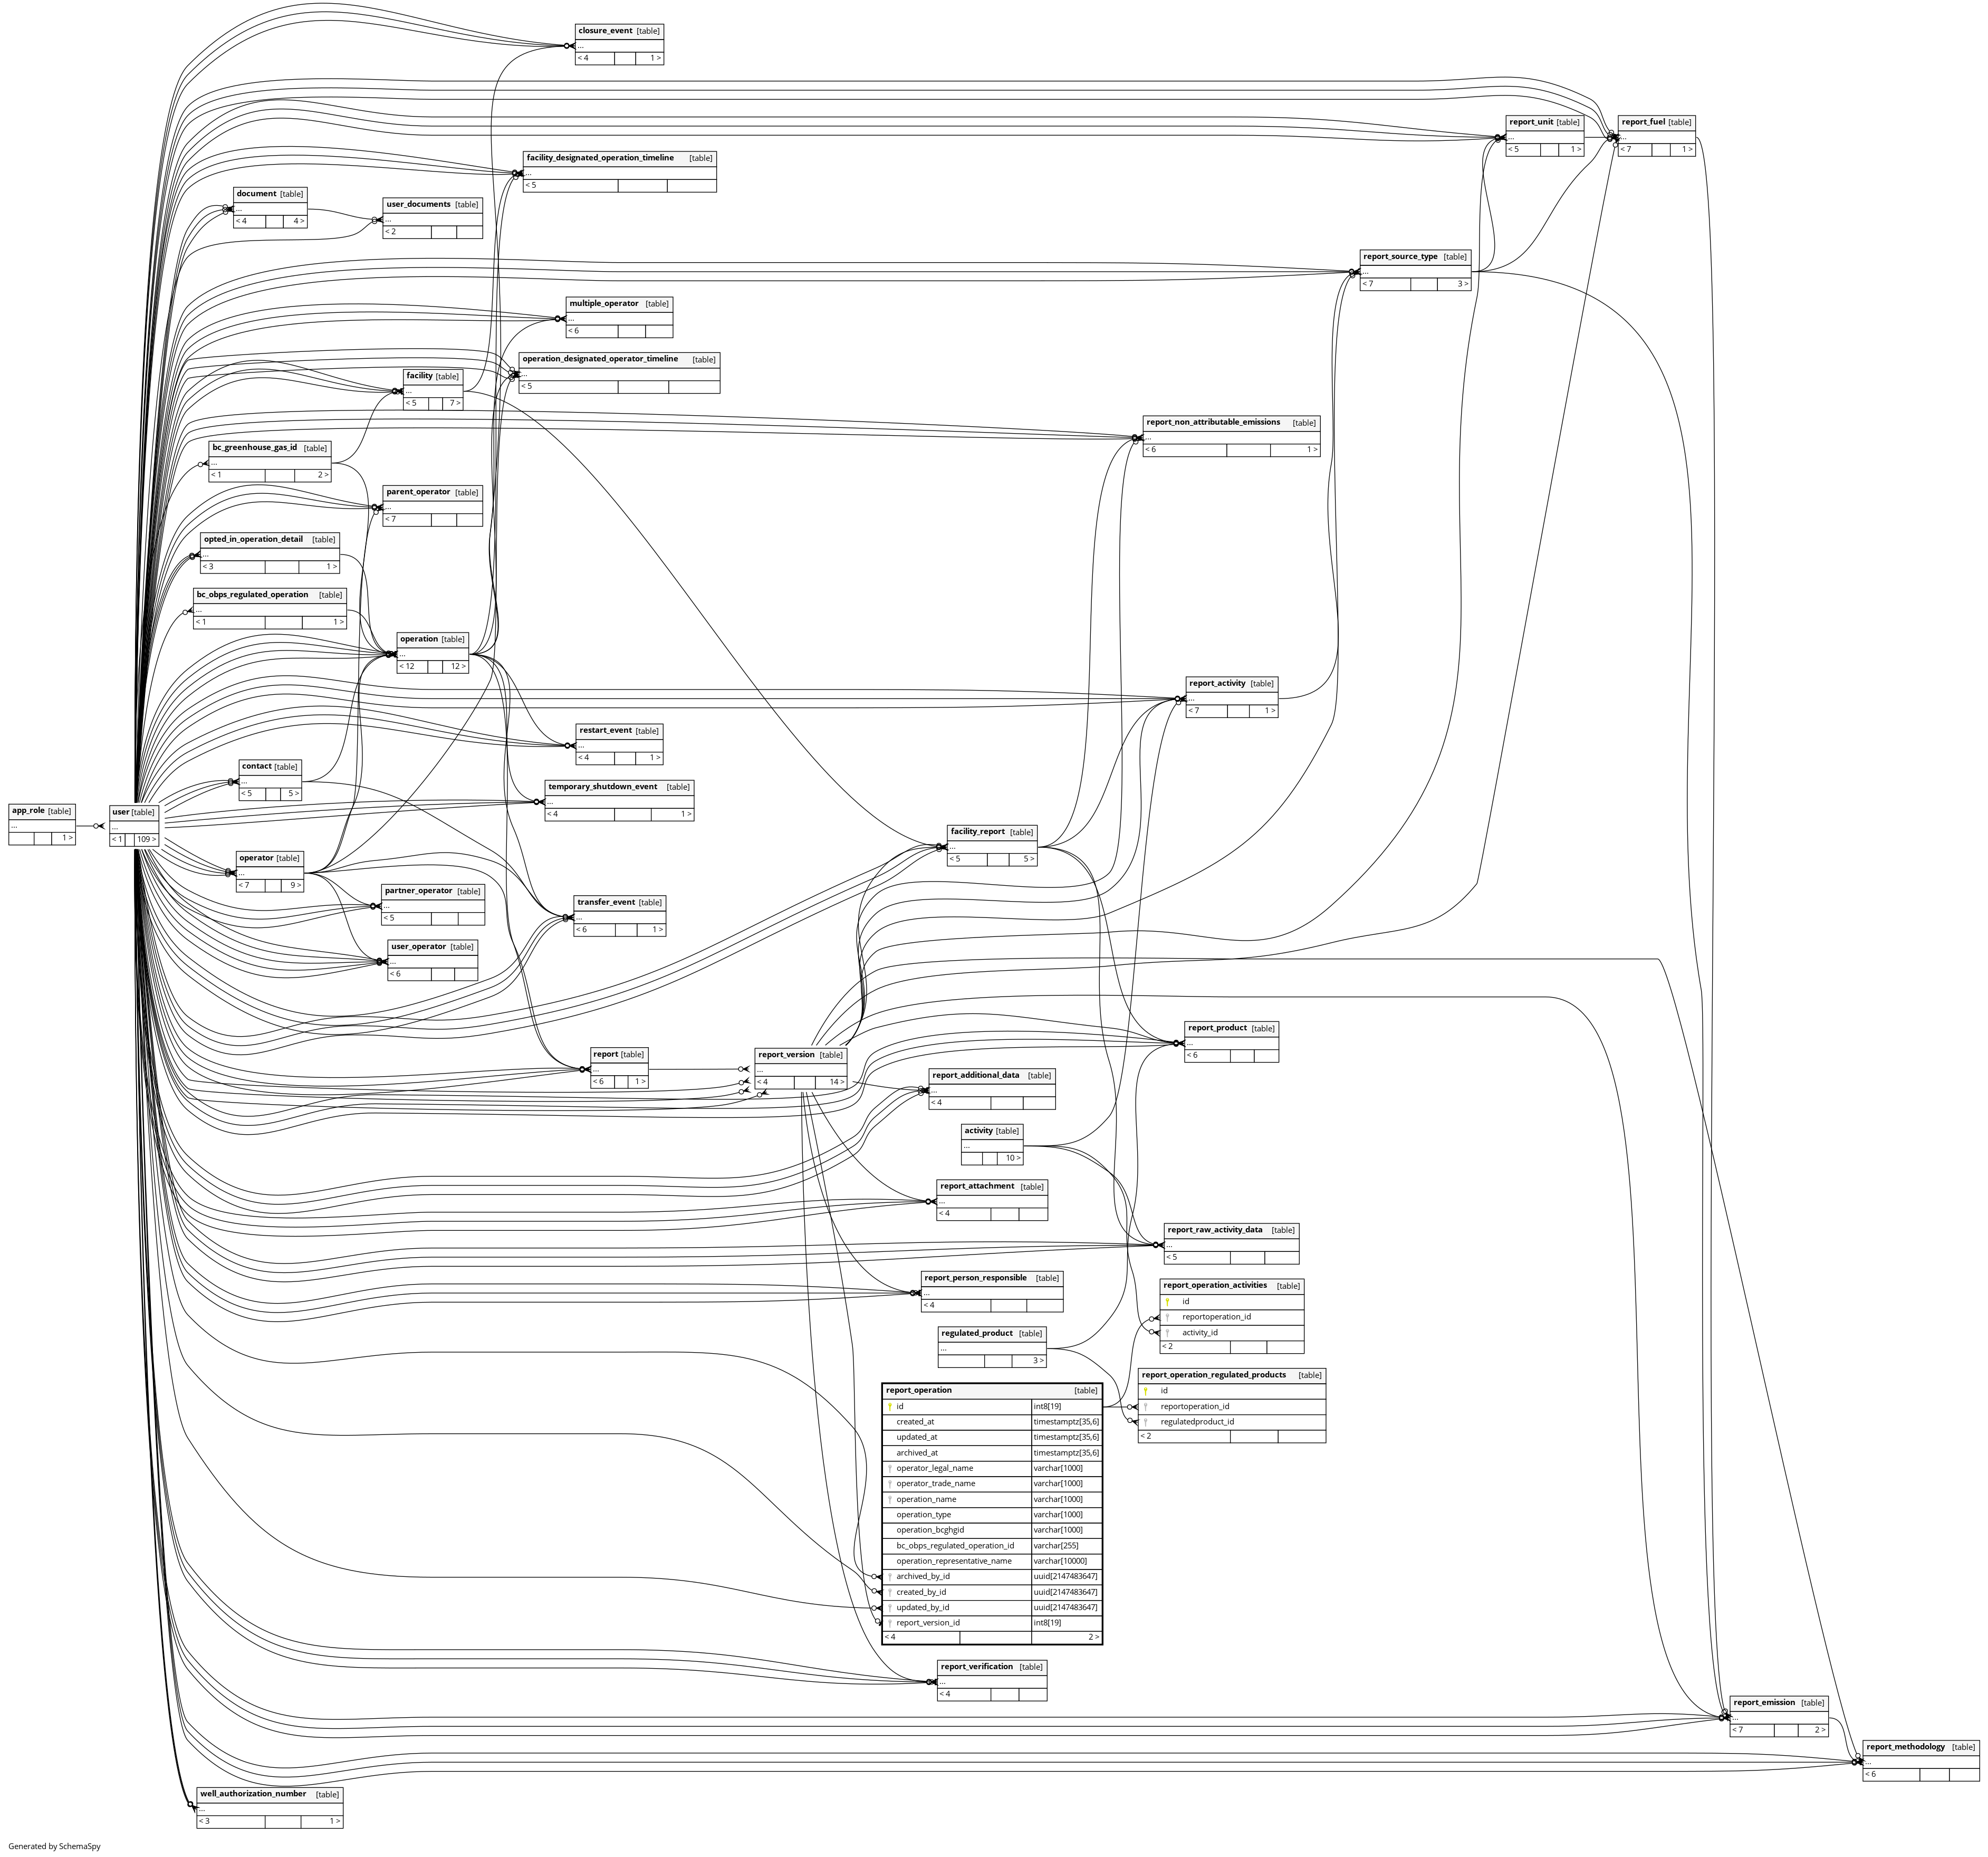 closure_event [table]
...
< 4 1 >
report_unit [table]
...
< 5 1 >
report_fuel [table]
...
< 7 1 >
facility_designated_operation_timeline [table]
...
< 5
document [table]
...
< 4 4 >
user_documents [table]
...
< 2
report_source_type [table]
...
< 7 3 >
multiple_operator [table]
...
< 6
operation_designated_operator_timeline [table]
...
< 5
facility [table]
...
< 5 7 >
report_non_attributable_emissions [table]
...
< 6 1 >
bc_greenhouse_gas_id [table]
...
< 1 2 >
parent_operator [table]
...
< 7
opted_in_operation_detail [table]
...
< 3 1 >
bc_obps_regulated_operation [table]
...
< 1 1 >
operation [table]
...
< 12 12 >
report_activity [table]
...
< 7 1 >
restart_event [table]
...
< 4 1 >
contact [table]
...
< 5 5 >
temporary_shutdown_event [table]
...
< 4 1 >
app_role [table]
...
1 >
user [table]
...
< 1 109 >
facility_report [table]
...
< 5 5 >
operator [table]
...
< 7 9 >
partner_operator [table]
...
< 5
transfer_event [table]
...
< 6 1 >
user_operator [table]
...
< 6
report_product [table]
...
< 6
report [table]
...
< 6 1 >
report_version [table]
...
< 4 14 >
report_additional_data [table]
...
< 4
activity [table]
...
10 >
report_attachment [table]
...
< 4
report_raw_activity_data [table]
...
< 5
report_person_responsible [table]
...
< 4
report_operation_activities [table]
id
reportoperation_id
activity_id
< 2
regulated_product [table]
...
3 >
report_operation_regulated_products [table]
id
reportoperation_id
regulatedproduct_id
< 2
report_operation [table]
id int8[19]
created_at timestamptz[35,6]
updated_at timestamptz[35,6]
archived_at timestamptz[35,6]
operator_legal_name varchar[1000]
operator_trade_name varchar[1000]
operation_name varchar[1000]
operation_type varchar[1000]
operation_bcghgid varchar[1000]
bc_obps_regulated_operation_id varchar[255]
operation_representative_name varchar[10000]
archived_by_id uuid[2147483647]
created_by_id uuid[2147483647]
updated_by_id uuid[2147483647]
report_version_id int8[19]
< 4 2 >
report_verification [table]
...
< 4
report_emission [table]
...
< 7 2 >
report_methodology [table]
...
< 6
well_authorization_number [table]
...
< 3 1 >
Generated by SchemaSpy